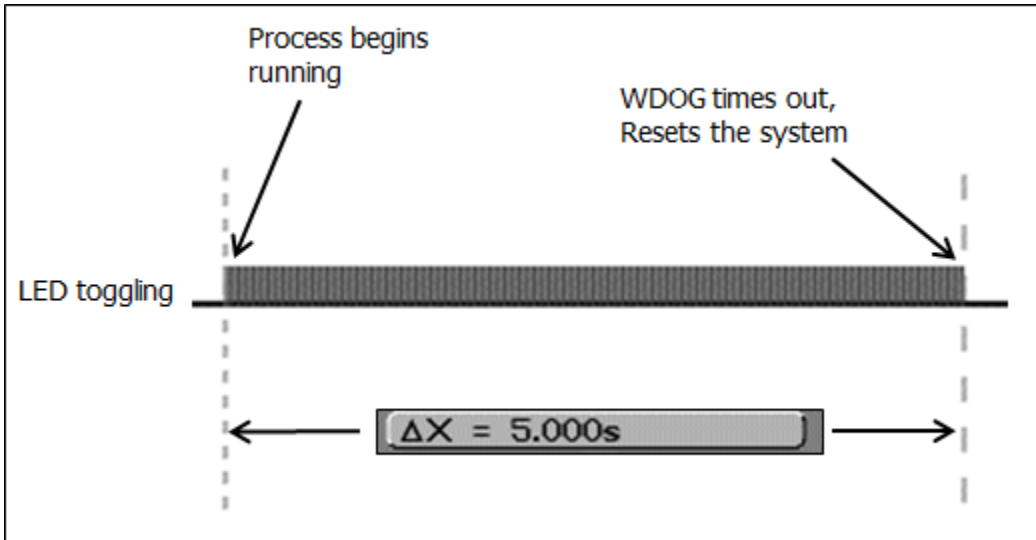 Process begins
running
WDOG times out,
Resets the system
LED toggling
ΔX = 5.000s